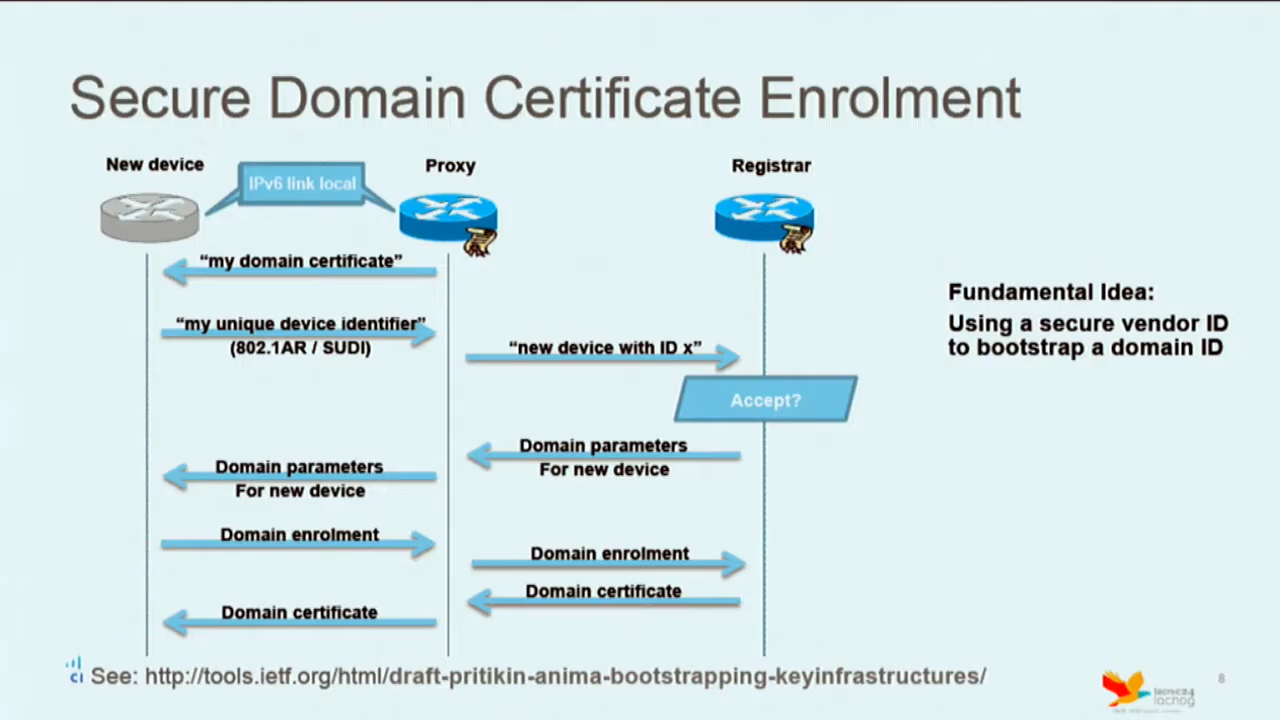 Secure Domain Certificate Enrolment
New device
IPv6 link local
Proxy
Registrar
“my domain certificate”
“my unique device identifier”
(802.1AR / SUDI)
“new device with ID x”
Accept?
Fundamental Idea:
Using a secure vendor ID
to bootstrap a domain ID
Domain parameters
For new device
Domain parameters
For new device
Domain enrolment
Domain enrolment
Domain certificate
Domain certificate
CI
See: http://tools.ietf.org/html/draft-pritikin-anima-bootstrapping-keyinfrastructures/
lacnic24
lacnog
8